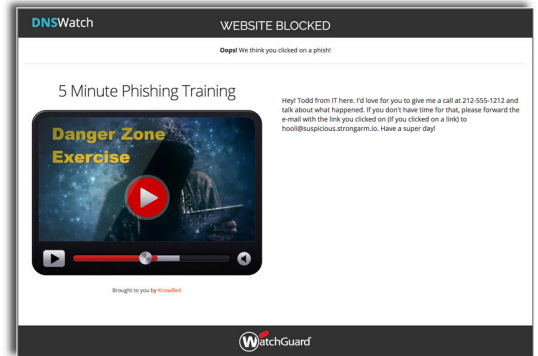 DNSWatch
WEBSITE BLOCKED
Oops! We think you clicked on a phish!
5 Minute Phishing Training
Danger Zone
Exercise
Brought to you by KnowBe4
Hey! Todd from IT here. I'd love for you to give me a call at 212-555-1212 and
talk about what happened. If you don't have time for that, please forward the
e-mail with the link you clicked on (if you clicked on a link) to
hooli@suspicious.strongarm.io. Have a super day!
WatchGuard